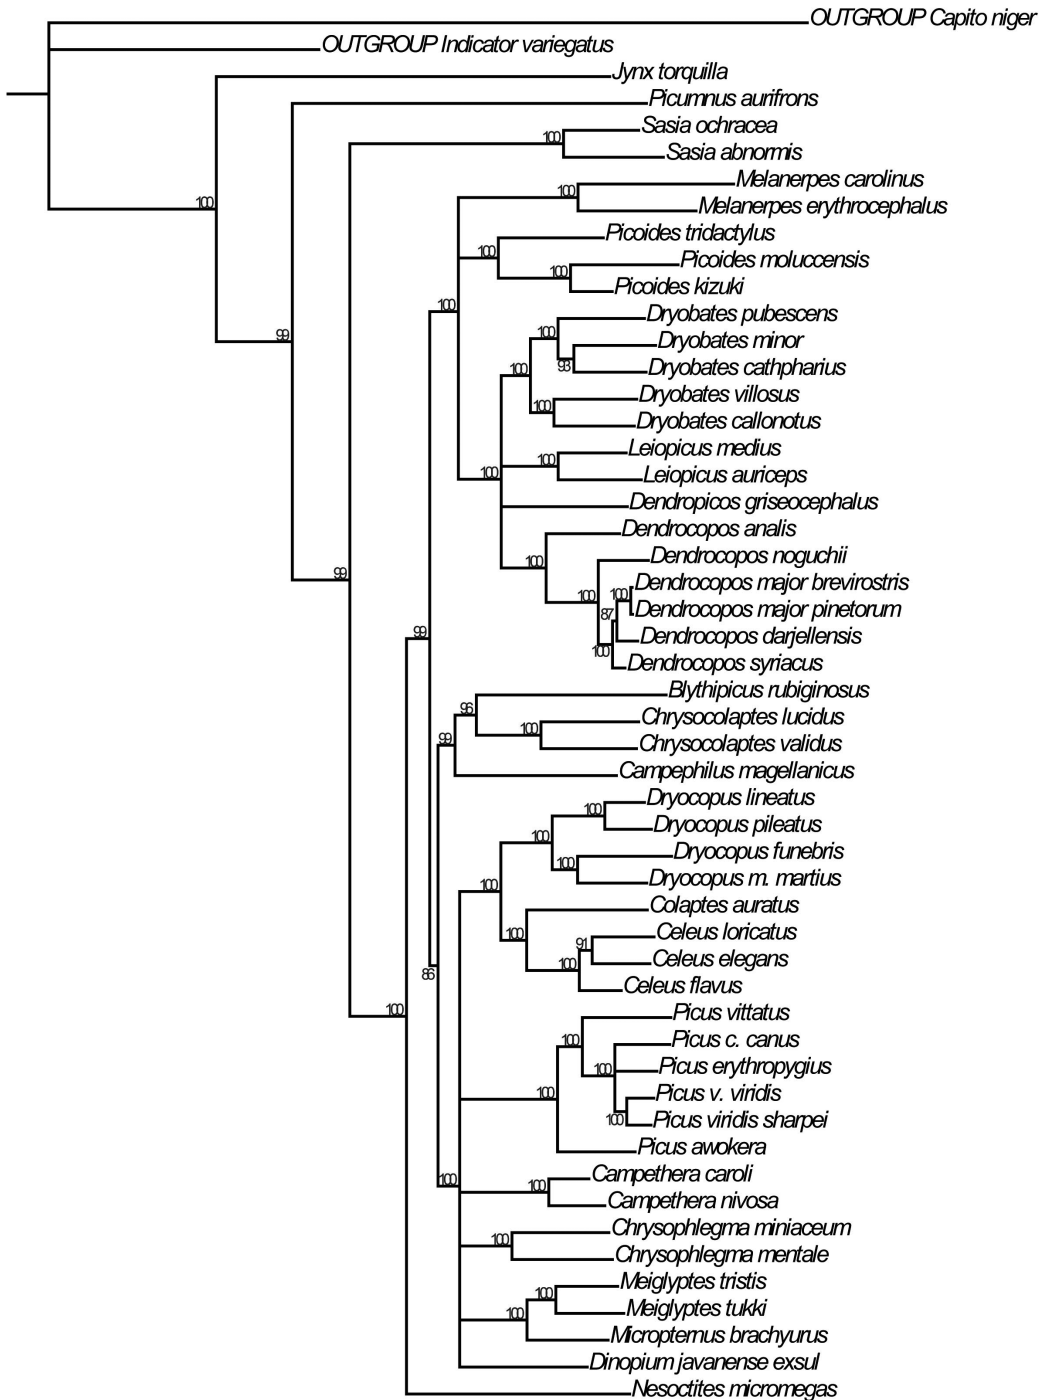 OUTGROUP Capito niger
OUTGROUP Indicator variegatus
Jynx torquilla
Picumnus aurifrons
Sasia ochracea
100
Sasia abnormis
Melanerpes carolinus
100
Melanerpes erythrocephalus
100
Picoides tridactylus
100
Picoides moluccensis
100
Picoides kizuki
100
Dryobates pubescens
100
99
Dryobates minor
93
Dryobates cathpharius
100
Dryobates villosus
100
Dryobates callonotus
Leiopicus medius
100
Leiopicus auriceps
100
Dendropicos griseocephalus
Dendrocopos analis
Dendrocopos noguchii
100
99
Dendrocopos major brevirostris
100
100
Dendrocopos major pinetorum
87
Dendrocopos darjellensis
99
100
Dendrocopos syriacus
Blythipicus rubiginosus
96
Chrysocolaptes lucidus
100
99
Chrysocolaptes validus
Campephilus magellanicus
Dryocopus lineatus
100
Dryocopus pileatus
100
Dryocopus funebris
100
Dryocopus m. martius
100
Colaptes auratus
Celeus loricatus
100
91
Celeus elegans
100
86
Celeus flavus
100
Picus vittatus
100
Picus c. canus
Picus erythropygius
100
Picus v. viridis
100
Picus viridis sharpei
100
Picus awokera
Campethera caroli
100
100
Campethera nivosa
Chrysophlegma miniaceum
100
Chrysophlegma mentale
Meiglyptes tristis
100
Meiglyptes tukki
100
Micropternus brachyurus
Dinopium javanense exsul
Nesoctites micromegas